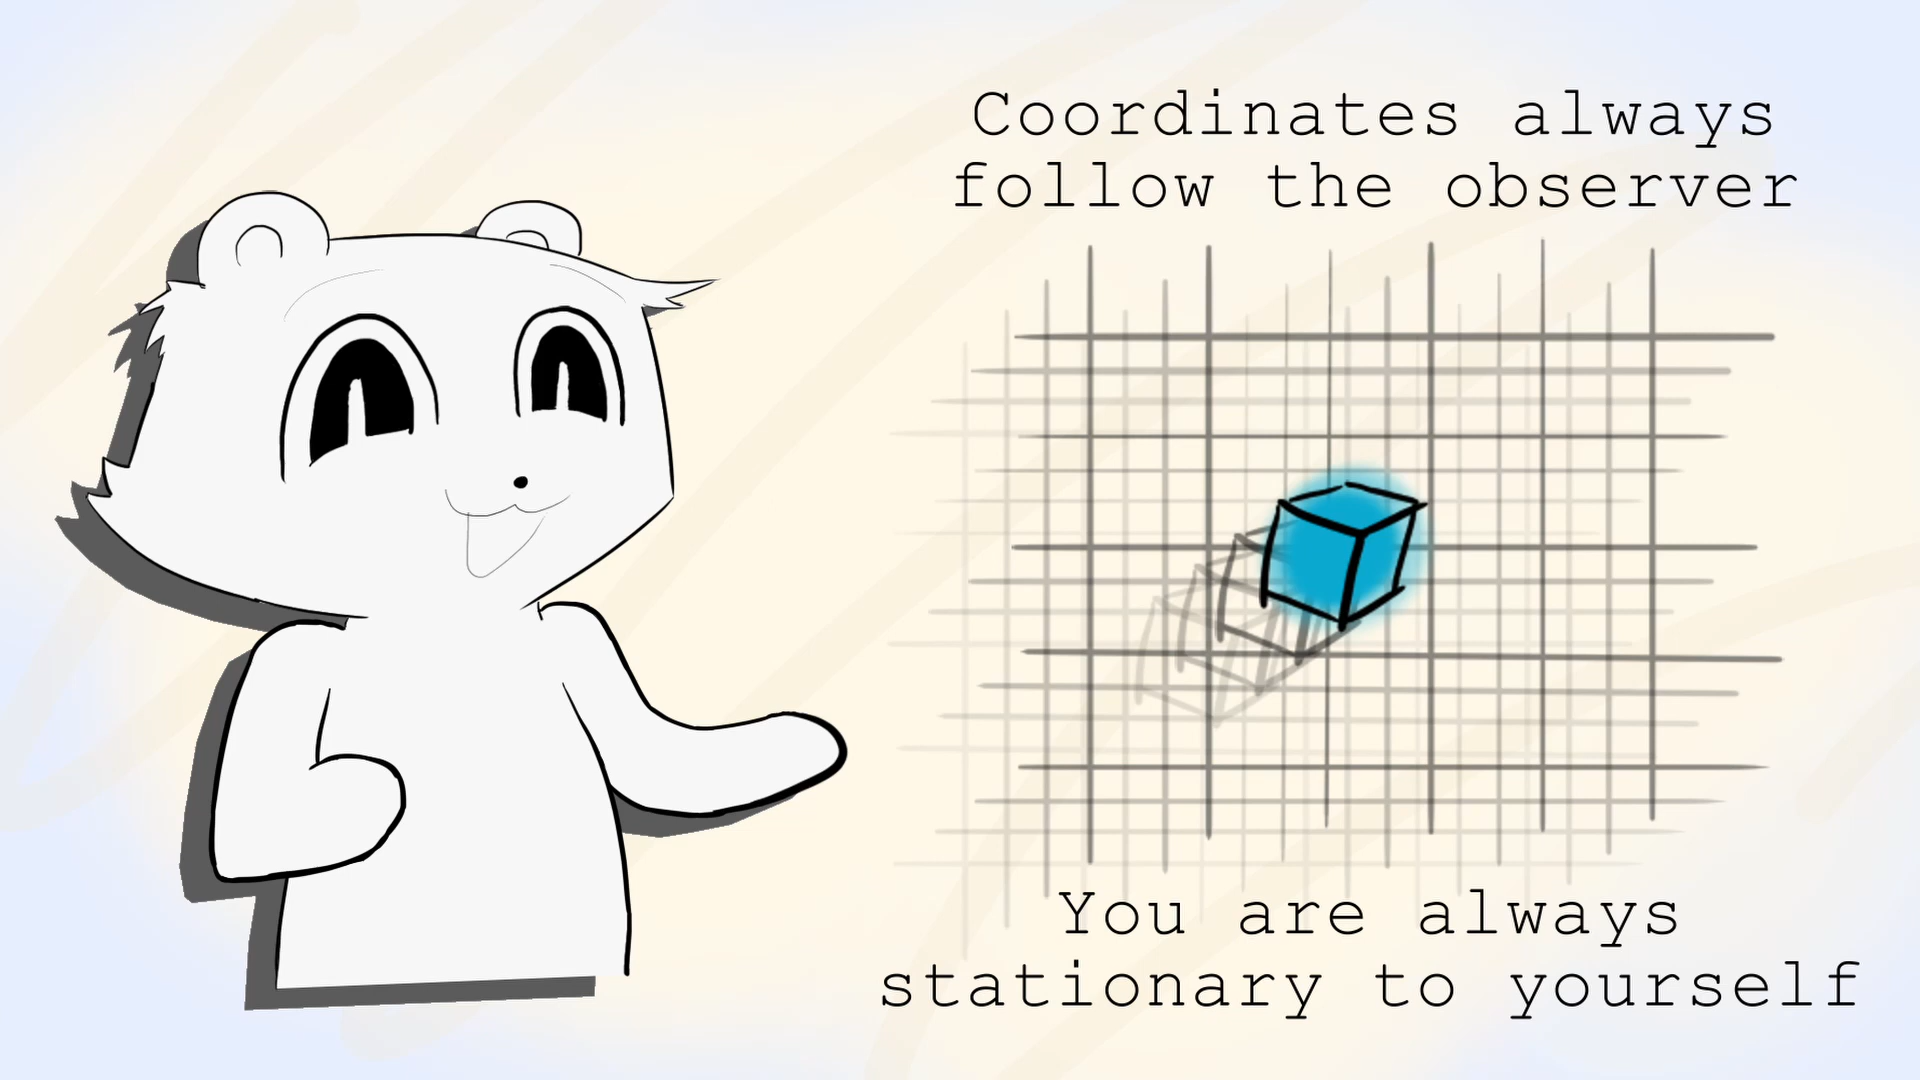 Coordinates always
follow the observer
You are always
stationary to yourself